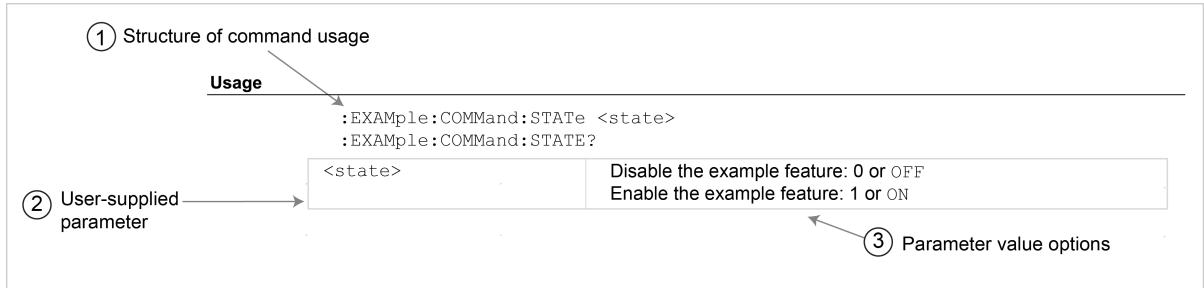 1 Structure of command usage
Usage
:EXAMple:COMMand:STATe <state>
:EXAMple:COMMand:STATE?
<state>
Disable the example feature: 0 or OFF
Enable the example feature: 1 or ON
2 User-supplied
parameter
3 Parameter value options